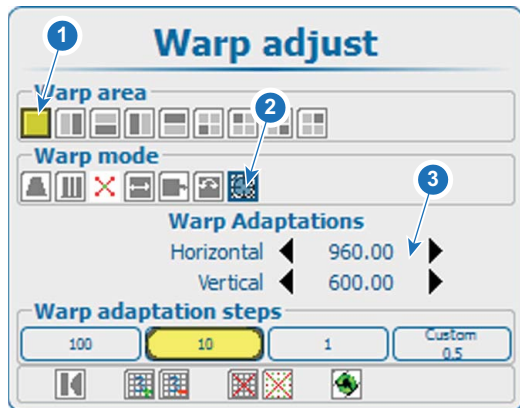 1
Warp adjust
Warp area
2
Warp mode
3
Warp Adaptations
Horizontal 960.00
Vertical 600.00
Warp adaptation steps
100 10 1 Custom
0.5